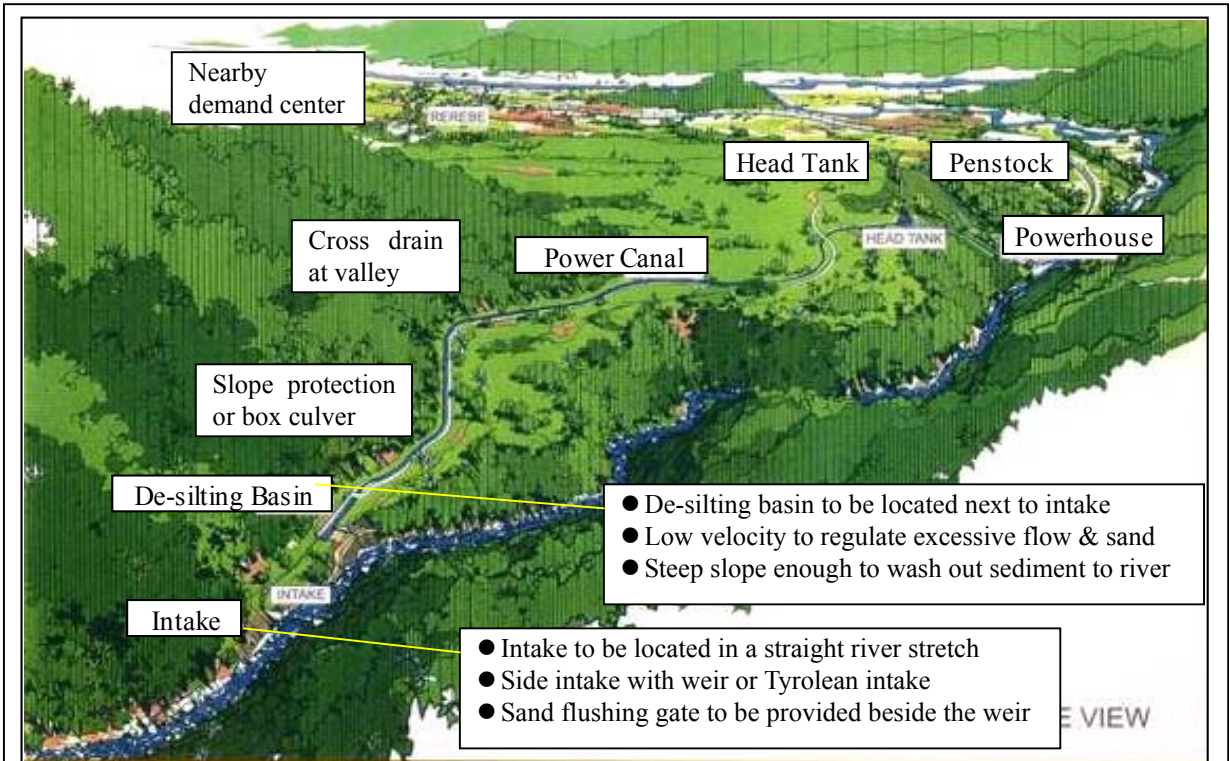 Nearby
demand center
REREBE
Head Tank
Penstock
Cross drain
at valley
Power Canal
HEAD TANK
Powerhouse
Slope protection
or box culver
De-silting Basin
● De-silting basin to be located next to intake
● Low velocity to regulate excessive flow & sand
● Steep slope enough to wash out sediment to river
INTAKE
Intake
● Intake to be located in a straight river stretch
● Side intake with weir or Tyrolean intake
● Sand flushing gate to be provided beside the weir
E VIEW